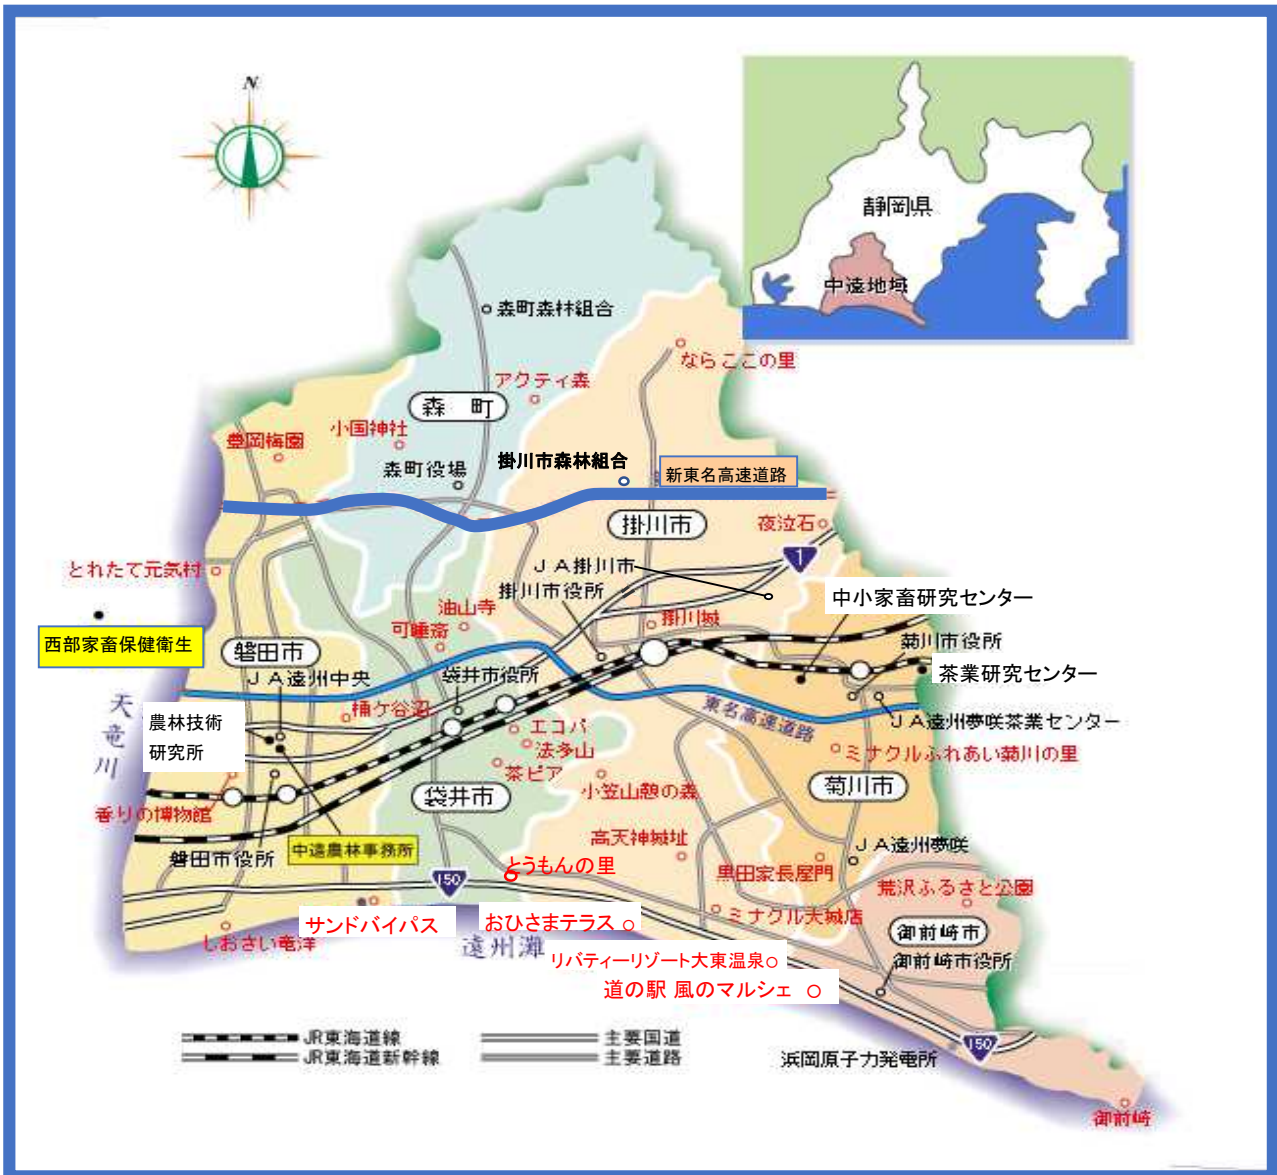 N
静岡県
中遠地域
森町森林組合
ならここの里
アクティ森
森 町
小国神社
豊岡梅園
森町役場
掛川市森林組合
新東名高速道路
掛川市
夜泣石
1
とれたて元気村
JA掛川市
掛川市役所
中小家畜研究センター
油山寺
掛川城
可睡斎
菊川市役所
西部家畜保健衛生
磐田市
JA遠州中央
袋井市役所
茶業研究センター
天竜川
桶ケ谷沼
東名高速道路
JA遠州夢咲茶業センター
農林技術
研究所
エコパ
法多山
ミナクルふれあい菊川の里
茶ピア
小笠山憩の森
菊川市
袋井市
香りの博物館
高天神城址
磐田市役所
中遠農林事務所
JA遠州夢咲
とうもんの里
黒田家長屋門
150
荒沢ふるさと公園
サンドバイパス
おひさまテラス
ミナクル大城店
しおさい竜洋
遠州灘
御前崎市
リバティーリゾート大東温泉
御前崎市役所
道の駅 風のマルシェ
JR東海道線
主要国道
JR東海道新幹線
主要道路
150
浜岡原子力発電所
御前崎